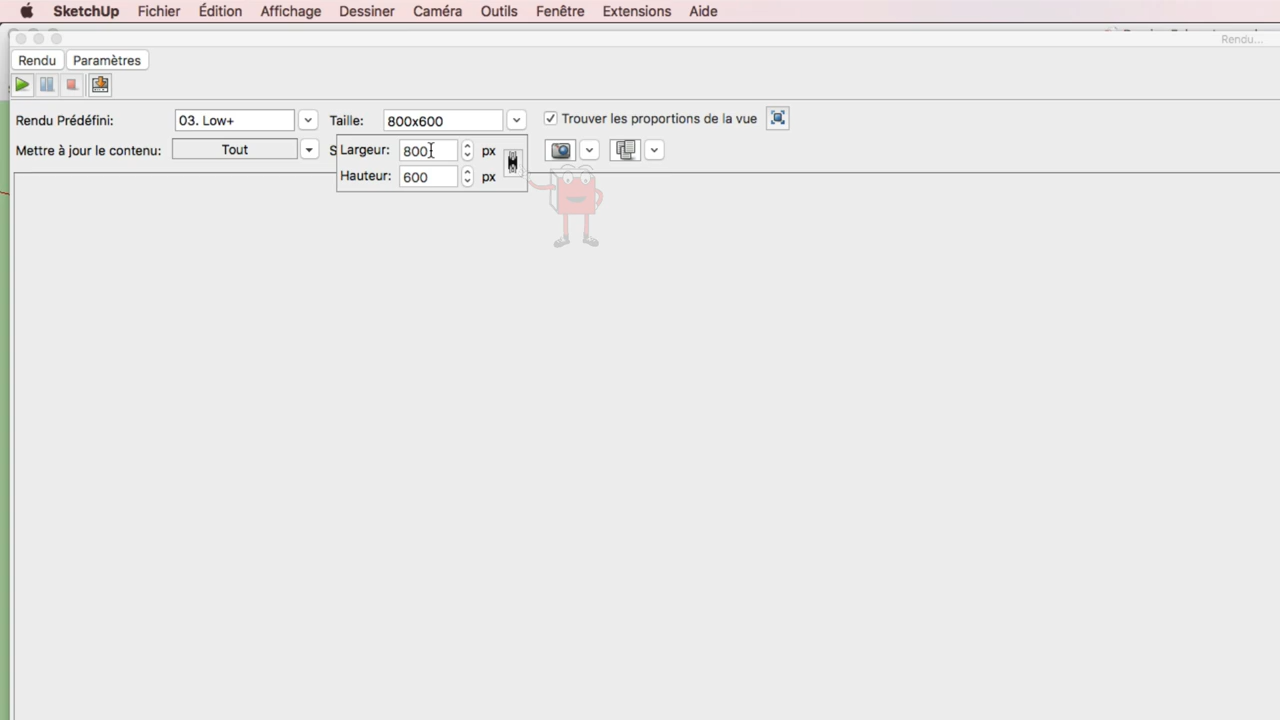 SketchUp Fichier Édition Affichage Dessiner Caméra Outils Fenêtre Extensions Aide
Rendu...
Rendu Paramètres
Rendu Prédéfini: 03. Low+ Taille: 800x600 Trouver les proportions de la vue
Mettre à jour le contenu: Tout S Largeur: 800 px
Hauteur: 600 px